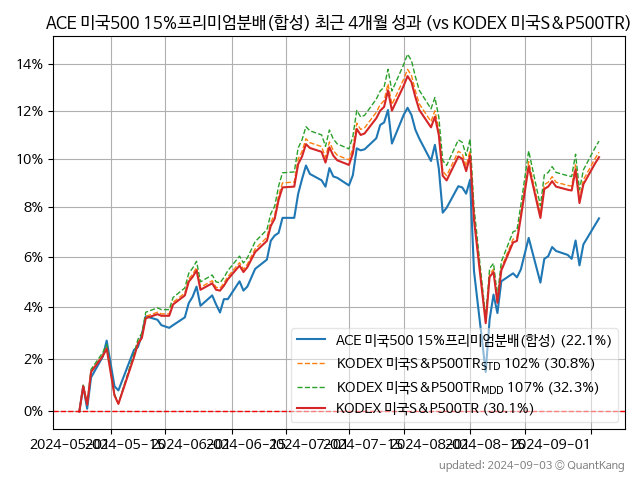 ACE 미국500 15%프리미엄분배(합성) 최근 4개월 성과 (vs KODEX 미국S&P500TR)
14%
12%
10%
8%
6%
4%
2%
0%
ACE 미국500 15%프리미엄분배(합성) (22.1%)
KODEX 미국S&P500TR_STD 102% (30.8%)
KODEX 미국S&P500TR_MDD 107% (32.3%)
KODEX 미국S&P500TR (30.1%)
2024-05-01 2024-05-15 2024-06-01 2024-06-15 2024-07-01 2024-07-15 2024-08-01 2024-08-15 2024-09-01
updated: 2024-09-03 © QuantKang